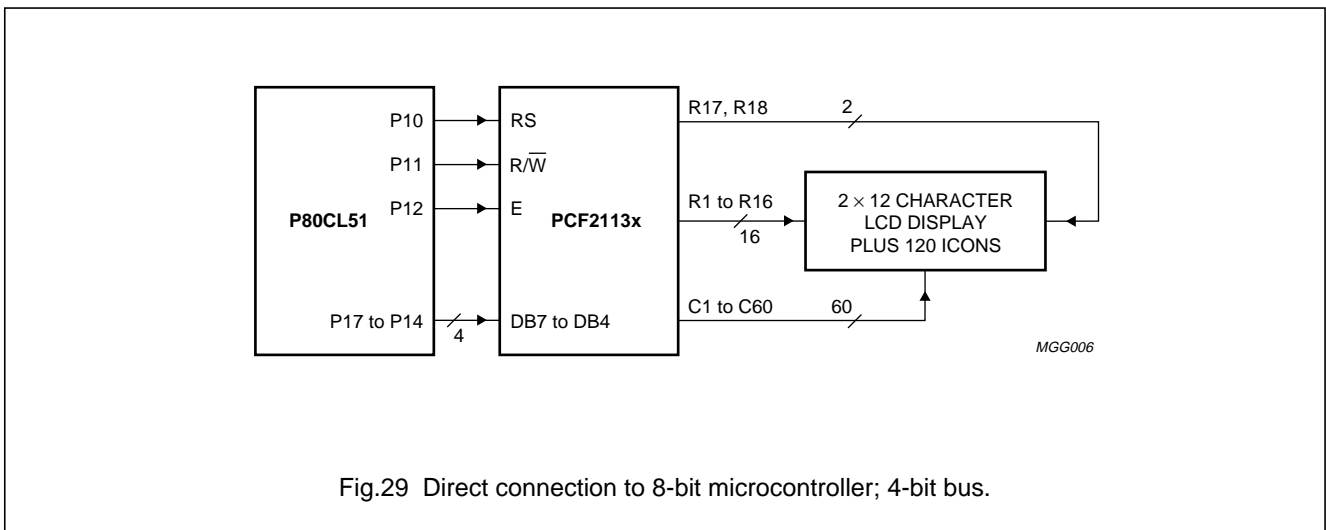 P80CL51
P10
P11
P12
P17 to P14
4
PCF2113x
RS
R/W̅
E
DB7 to DB4
R17, R18
2
R1 to R16
16
C1 to C60
60
2 × 12 CHARACTER
LCD DISPLAY
PLUS 120 ICONS
MGG006
Fig.29 Direct connection to 8-bit microcontroller; 4-bit bus.